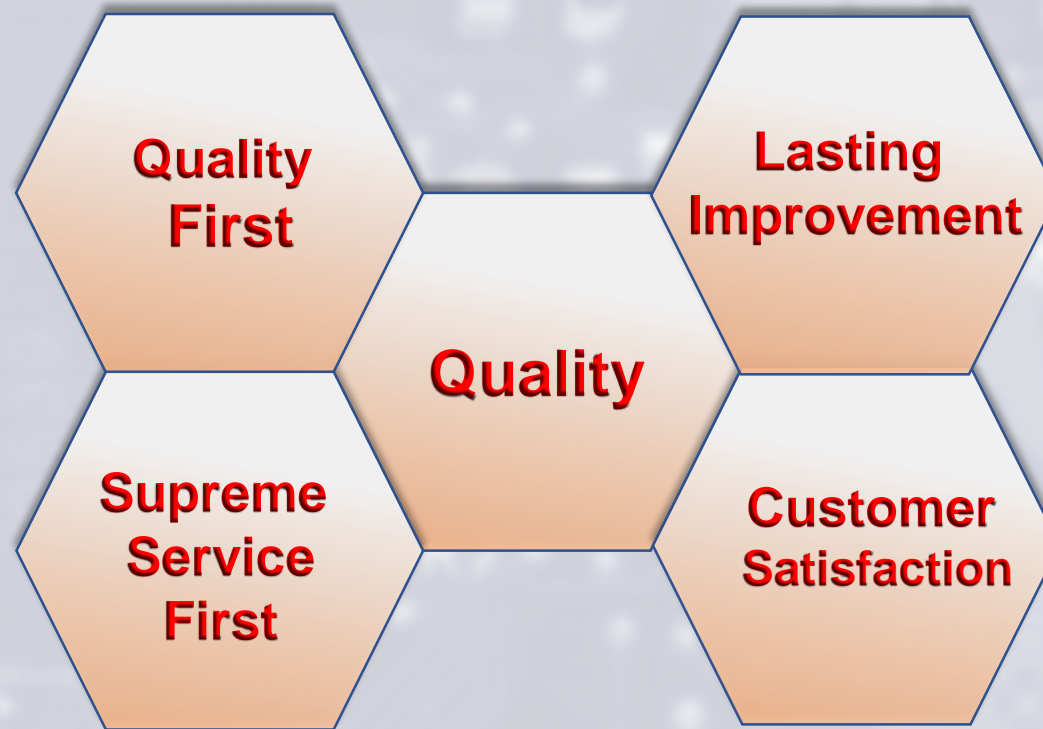 Quality
First
Lasting
Improvement
Quality
Supreme
Service
First
Customer
Satisfaction